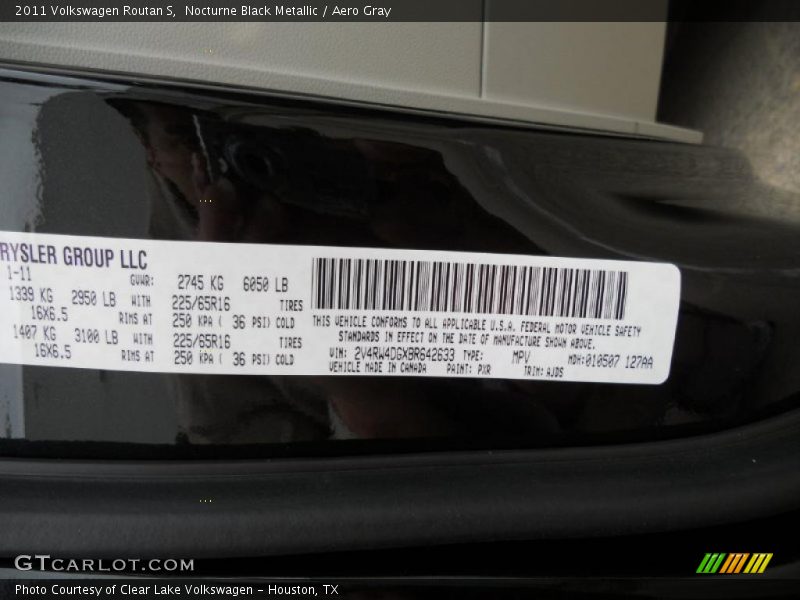 2011 Volkswagen Routan S,  Nocturne Black Metallic / Aero Gray
RYSLER GROUP LLC
1-11
GVWR: 2745 KG 6050 LB
1339 KG 2950 LB WITH 225/65R16 TIRES
16X6.5 RIMS AT 250 KPA ( 36 PSI) COLD
1407 KG 3100 LB WITH 225/65R16 TIRES
16X6.5 RIMS AT 250 KPA ( 36 PSI) COLD
THIS VEHICLE CONFORMS TO ALL APPLICABLE U.S.A. FEDERAL MOTOR VEHICLE SAFETY
STANDARDS IN EFFECT ON THE DATE OF MANUFACTURE SHOWN ABOVE.
VIN: 2V4RW4DGXBR642633 TYPE: MPV MDH:010507 127AA
VEHICLE MADE IN CANADA PAINT: PXR TRIM: AJDS
GTCARLOT.COM
Photo Courtesy of Clear Lake Volkswagen – Houston, TX